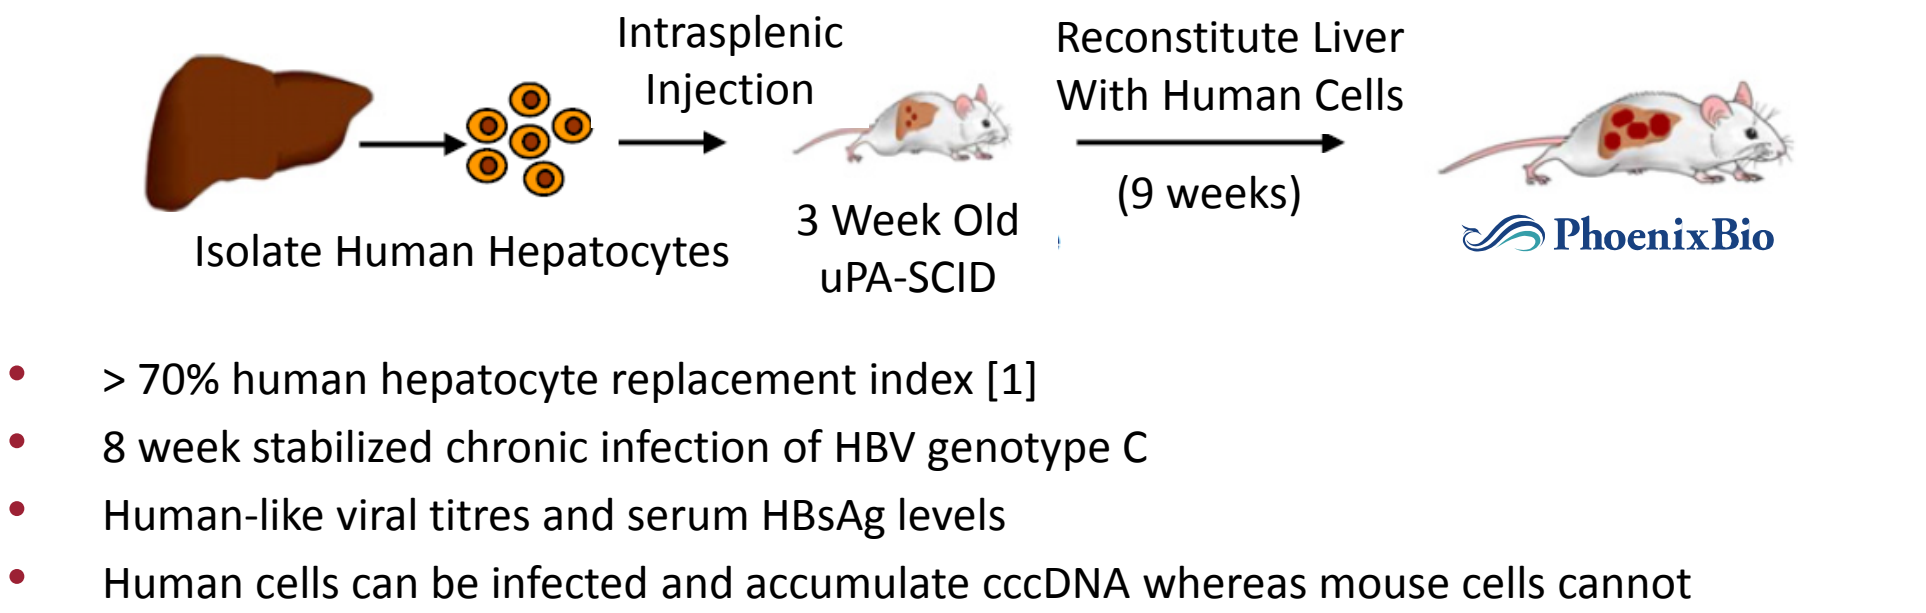 Intrasplenic
Injection
Reconstitute Liver
With Human Cells
(9 weeks)
Isolate Human Hepatocytes
3 Week Old
uPA-SCID
PhoenixBio
• > 70% human hepatocyte replacement index [1]
• 8 week stabilized chronic infection of HBV genotype C
• Human-like viral titres and serum HBsAg levels
• Human cells can be infected and accumulate cccDNA whereas mouse cells cannot